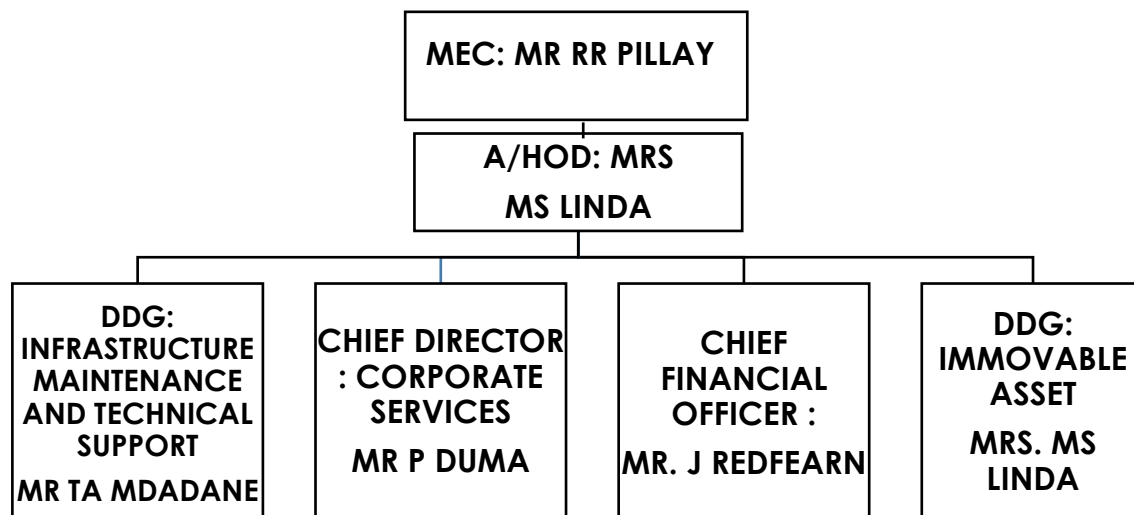 MEC: MR RR PILLAY
A/HOD: MRS
MS LINDA
DDG:
INFRASTRUCTURE
MAINTENANCE
AND TECHNICAL
SUPPORT
MR TA MDADANE
CHIEF DIRECTOR
: CORPORATE
SERVICES
MR P DUMA
CHIEF
FINANCIAL
OFFICER :
MR. J REDFEARN
DDG:
IMMOVABLE
ASSET
MRS. MS
LINDA